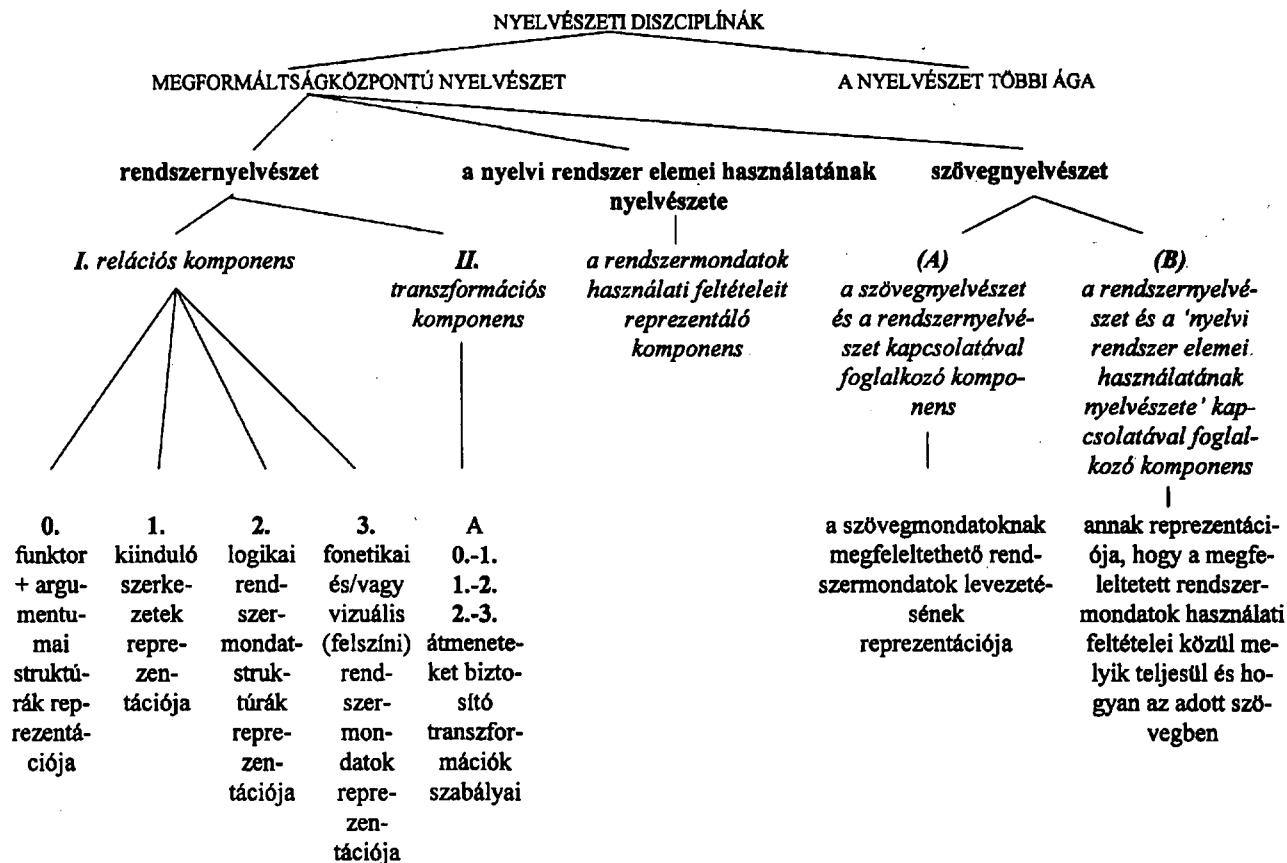 NYELVÉSZETI DISZCIPLÍNÁK
MEGFORMÁLTSÁGKÖZPONTÚ NYELVÉSZET
A NYELVÉSZET TÖBBI ÁGA
rendszernyelvészet
a nyelvi rendszer elemei használatának
nyelvészete
szövegnyelvészet
I. relációs komponens
II.
transzformációs
komponens
a rendszermondatok
használati feltételeit
reprezentáló
komponens
(A)
a szövegnyelvészet
és a rendszernyelvé-
szet kapcsolatával
foglalkozó kompo-
nens
(B)
a rendszernyelvé-
szet és a ‘nyelvi
rendszer elemei
használatának
nyelvészete’ kap-
csolatával foglal-
kozó komponens
0.
funktor
+ argu-
mentu-
mai
struktú-
rák rep-
rezentá-
ciója
1.
kiinduló
szerke-
zetek
repre-
zen-
tációja
2.
logikai
rend-
szer-
mondat-
struk-
túrák
repre-
zen-
tációja
3.
fonetikai
és/vagy
vizuális
(felszíni)
rend-
szer-
mon-
datok
repre-
zen-
tációja
A
0.-1.
1.-2.
2.-3.
átmenete-
ket bizto-
sító
transzfor-
mációk
szabályai
a szövegmondatoknak
megfeleltethető rend-
szermondatok levezeté-
sének
reprezentációja
annak reprezentáci-
ója, hogy a megfe-
leltetett rendszer-
mondatok használati
feltételei közül me-
lyik teljesül és ho-
gyan az adott szö-
vegben